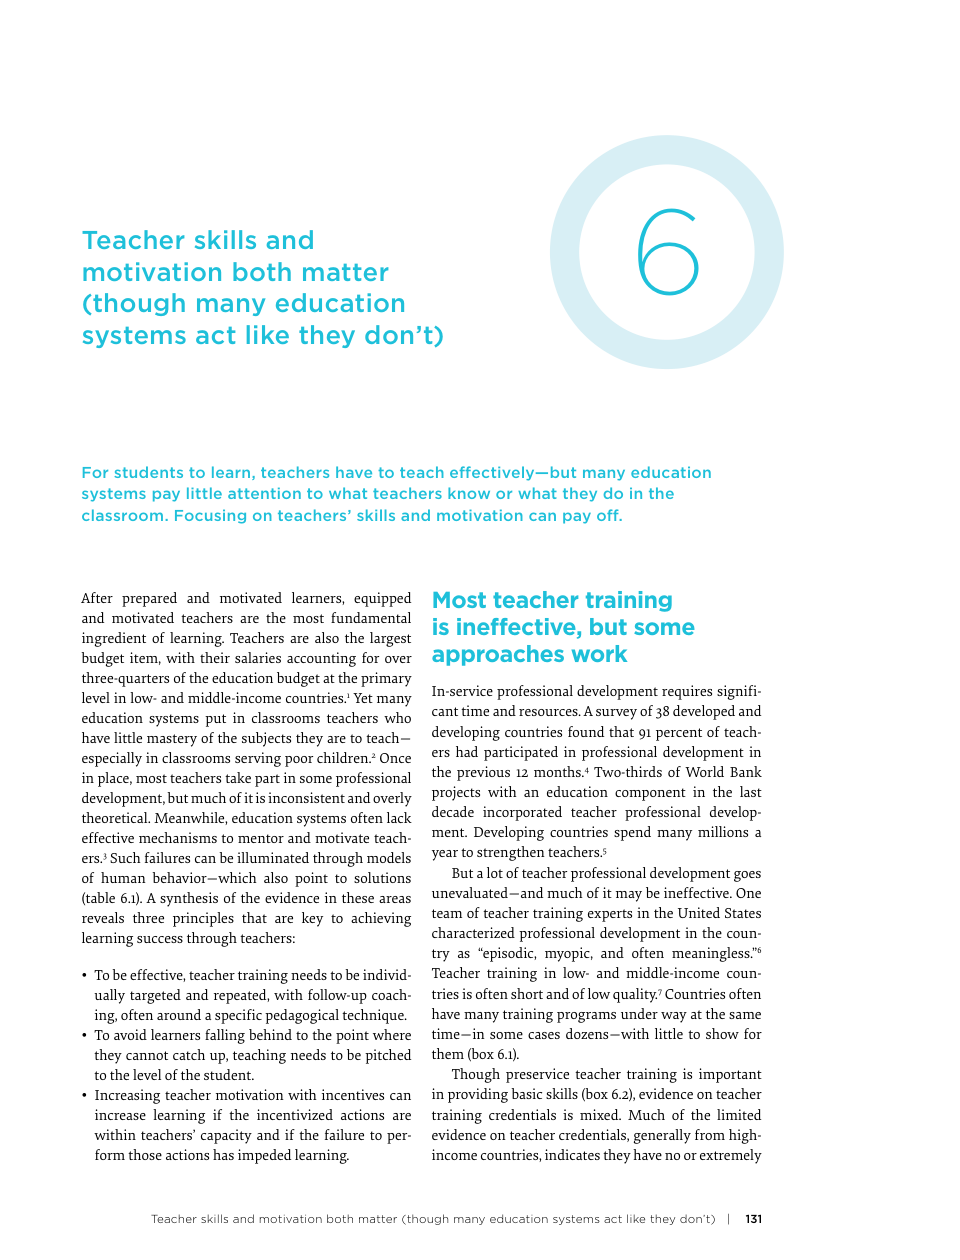 Teacher skills and
motivation both matter
(though many education
systems act like they don’t)
6
For students to learn, teachers have to teach effectively—but many education
systems pay little attention to what teachers know or what they do in the
classroom. Focusing on teachers’ skills and motivation can pay off.
After prepared and motivated learners, equipped
and motivated teachers are the most fundamental
ingredient of learning. Teachers are also the largest
budget item, with their salaries accounting for over
three-quarters of the education budget at the primary
level in low- and middle-income countries.¹ Yet many
education systems put in classrooms teachers who
have little mastery of the subjects they are to teach—
especially in classrooms serving poor children.² Once
in place, most teachers take part in some professional
development, but much of it is inconsistent and overly
theoretical. Meanwhile, education systems often lack
effective mechanisms to mentor and motivate teach-
ers.³ Such failures can be illuminated through models
of human behavior—which also point to solutions
(table 6.1). A synthesis of the evidence in these areas
reveals three principles that are key to achieving
learning success through teachers:
• To be effective, teacher training needs to be individ-
ually targeted and repeated, with follow-up coach-
ing, often around a specific pedagogical technique.
• To avoid learners falling behind to the point where
they cannot catch up, teaching needs to be pitched
to the level of the student.
• Increasing teacher motivation with incentives can
increase learning if the incentivized actions are
within teachers’ capacity and if the failure to per-
form those actions has impeded learning.
Most teacher training
is ineffective, but some
approaches work
In-service professional development requires signifi-
cant time and resources. A survey of 38 developed and
developing countries found that 91 percent of teach-
ers had participated in professional development in
the previous 12 months.⁴ Two-thirds of World Bank
projects with an education component in the last
decade incorporated teacher professional develop-
ment. Developing countries spend many millions a
year to strengthen teachers.⁵
But a lot of teacher professional development goes
unevaluated—and much of it may be ineffective. One
team of teacher training experts in the United States
characterized professional development in the coun-
try as “episodic, myopic, and often meaningless.”⁶
Teacher training in low- and middle-income coun-
tries is often short and of low quality.⁷ Countries often
have many training programs under way at the same
time—in some cases dozens—with little to show for
them (box 6.1).
Though preservice teacher training is important
in providing basic skills (box 6.2), evidence on teacher
training credentials is mixed. Much of the limited
evidence on teacher credentials, generally from high-
income countries, indicates they have no or extremely
Teacher skills and motivation both matter (though many education systems act like they don’t) | 131